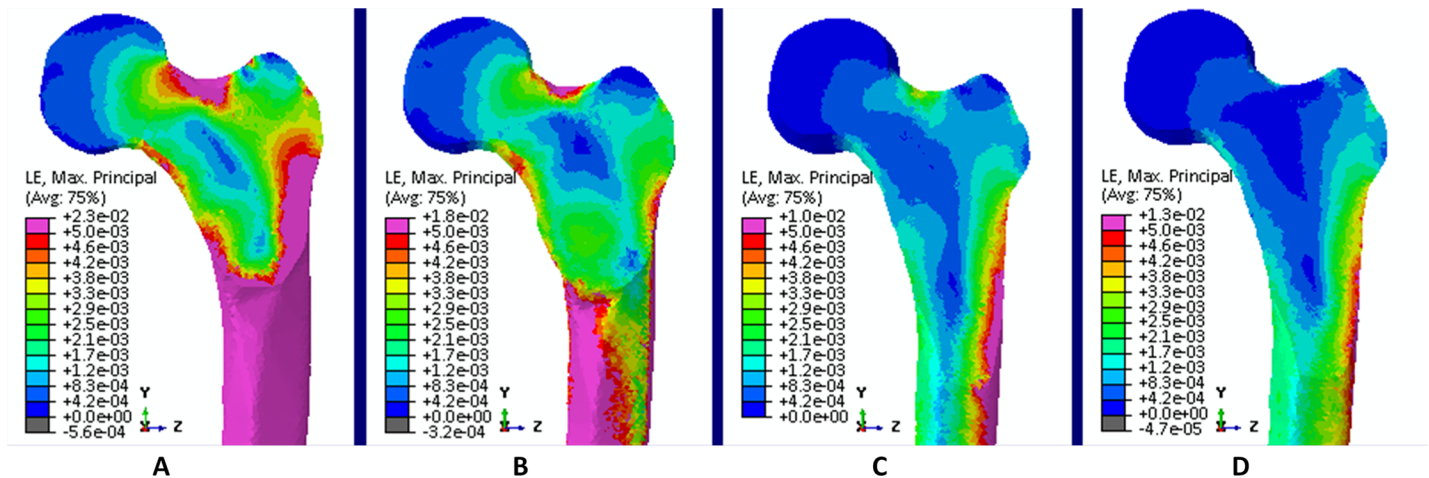 LE, Max. Principal
(Avg: 75%)
+2.3e-02
+5.0e-03
+4.6e-03
+4.2e-03
+3.8e-03
+3.3e-03
+2.9e-03
+2.5e-03
+2.1e-03
+1.7e-03
+1.2e-03
+8.3e-04
+4.2e-04
+0.0e+00
-5.6e-04
Y
X
Z
A
LE, Max. Principal
(Avg: 75%)
+1.8e-02
+5.0e-03
+4.6e-03
+4.2e-03
+3.8e-03
+3.3e-03
+2.9e-03
+2.5e-03
+2.1e-03
+1.7e-03
+1.2e-03
+8.3e-04
+4.2e-04
+0.0e+00
-3.2e-04
Y
X
Z
B
LE, Max. Principal
(Avg: 75%)
+1.0e-02
+5.0e-03
+4.6e-03
+4.2e-03
+3.8e-03
+3.3e-03
+2.9e-03
+2.5e-03
+2.1e-03
+1.7e-03
+1.2e-03
+8.3e-04
+4.2e-04
+0.0e+00
Y
X
Z
C
LE, Max. Principal
(Avg: 75%)
+1.3e-02
+5.0e-03
+4.6e-03
+4.2e-03
+3.8e-03
+3.3e-03
+2.9e-03
+2.5e-03
+2.1e-03
+1.7e-03
+1.2e-03
+8.3e-04
+4.2e-04
+0.0e+00
-4.7e-05
Y
X
Z
D